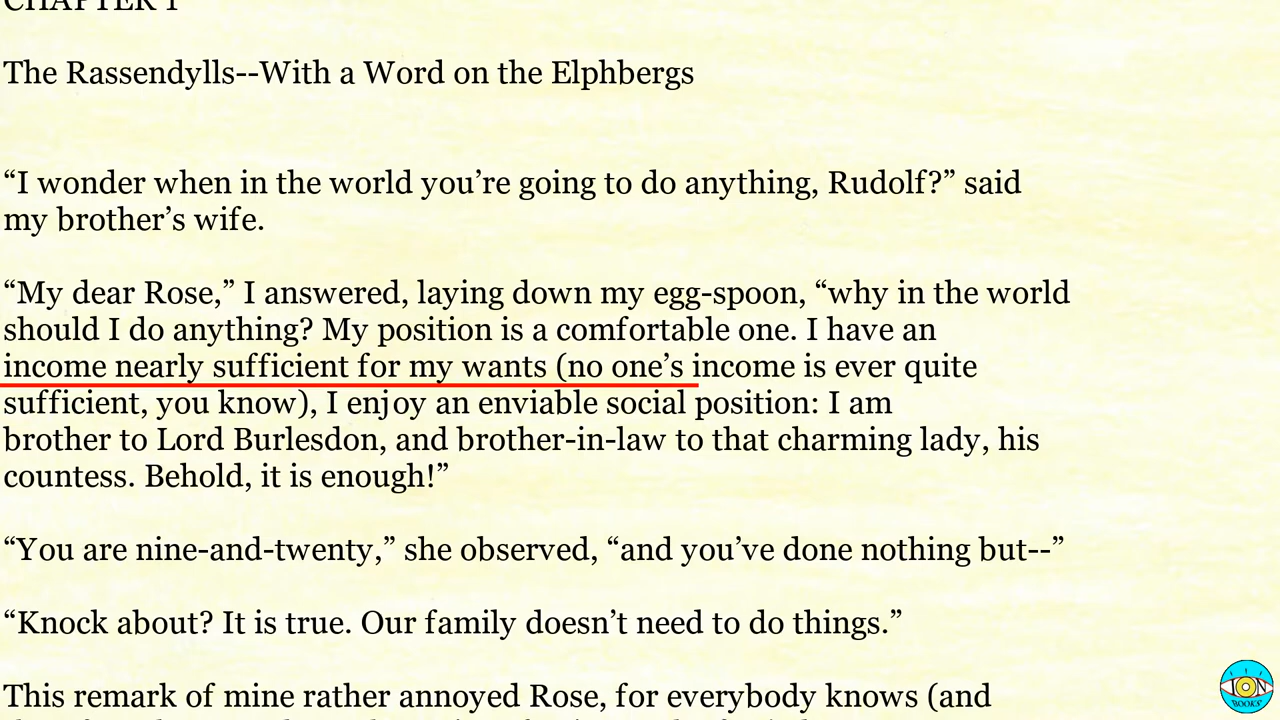 CHAPTER I
The Rassendylls--With a Word on the Elphbergs
“I wonder when in the world you’re going to do anything, Rudolf?” said
my brother’s wife.
“My dear Rose,” I answered, laying down my egg-spoon, “why in the world
should I do anything? My position is a comfortable one. I have an
income nearly sufficient for my wants (no one’s income is ever quite
sufficient, you know), I enjoy an enviable social position: I am
brother to Lord Burlesdon, and brother-in-law to that charming lady, his
countess. Behold, it is enough!”
“You are nine-and-twenty,” she observed, “and you’ve done nothing but--”
“Knock about? It is true. Our family doesn’t need to do things.”
This remark of mine rather annoyed Rose, for everybody knows (and
ION
BOOKS